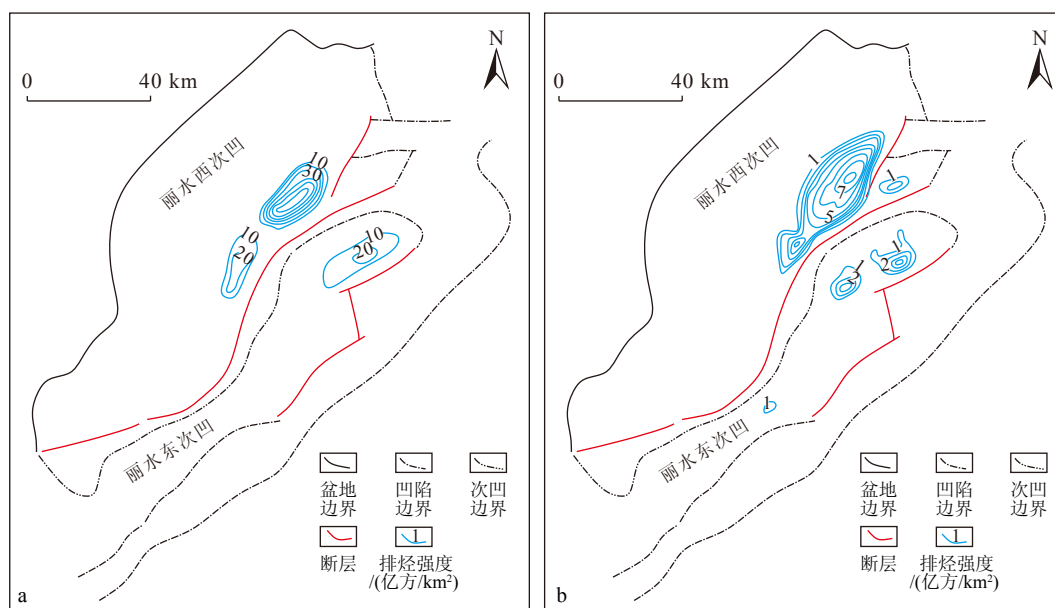 N
0
40 km
丽水西次凹
10
30
10
20
10
20
丽水东次凹
盆地
边界
凹陷
边界
次凹
边界
断层
1
排烃强度
/(亿方/km²)
a
N
0
40 km
丽水西次凹
1
7
5
1
1
2
1
3
1
丽水东次凹
盆地
边界
凹陷
边界
次凹
边界
断层
1
排烃强度
/(亿方/km²)
b